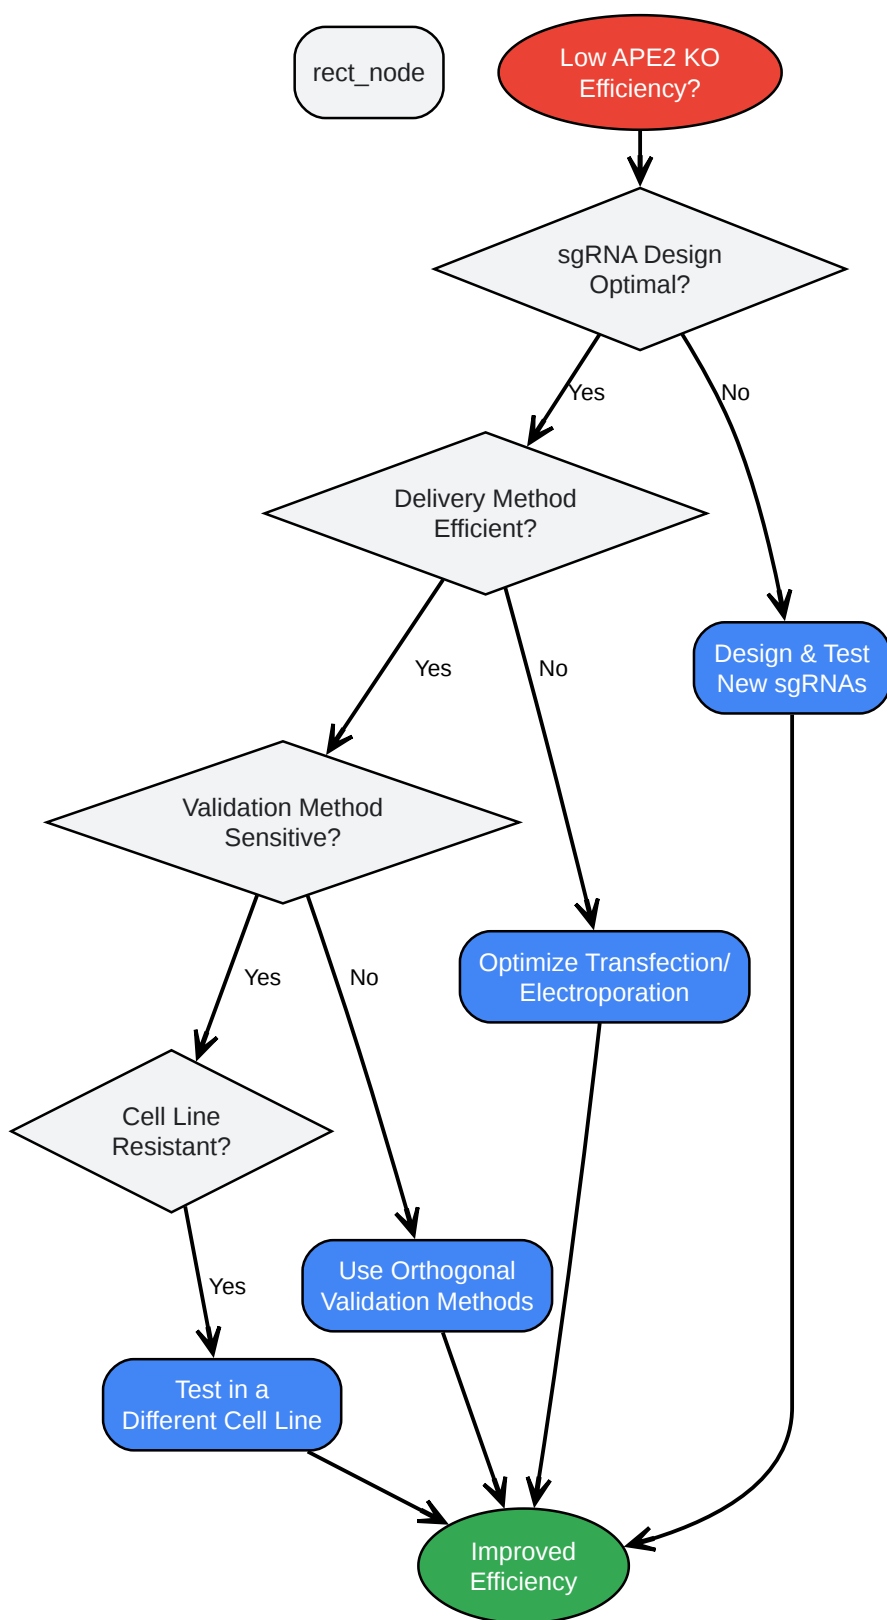 rect_node
Low APE2 KO
Efficiency?
sgRNA Design
Optimal?
Yes
No
Delivery Method
Efficient?
Design & Test
New sgRNAs
Yes
No
Validation Method
Sensitive?
Optimize Transfection/
Electroporation
Yes
No
Cell Line
Resistant?
Use Orthogonal
Validation Methods
Yes
Test in a
Different Cell Line
Improved
Efficiency